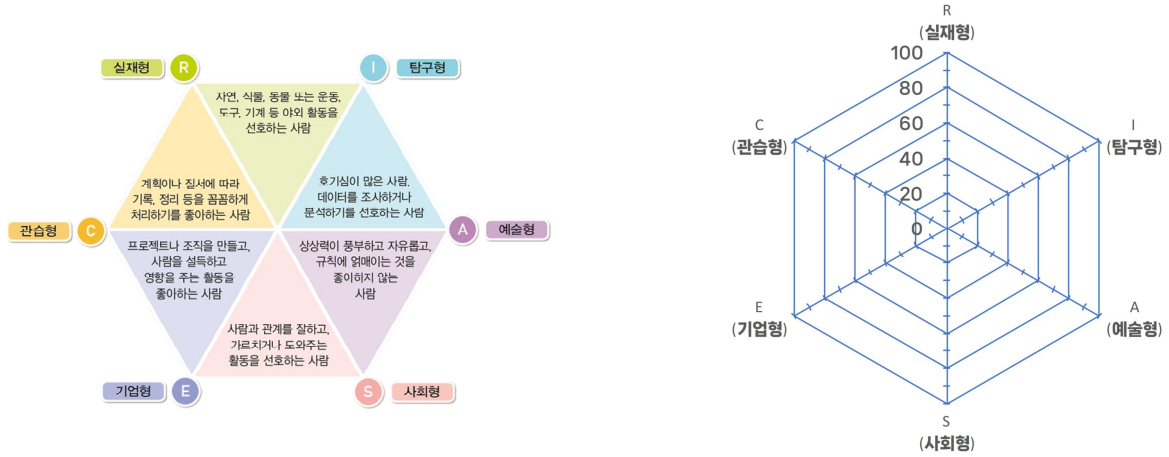 실재형 R
I 탐구형
자연, 식물, 동물 또는 운동,
도구, 기계 등 야외 활동을
선호하는 사람
계획이나 질서에 따라
기록, 정리 등을 꼼꼼하게
처리하기를 좋아하는 사람
호기심이 많은 사람,
데이터를 조사하거나
분석하기를 선호하는 사람
관습형 C
A 예술형
프로젝트나 조직을 만들고,
사람을 설득하고
영향을 주는 활동을
좋아하는 사람
상상력이 풍부하고 자유롭고,
규칙에 얽매이는 것을
좋이하지 않는
사람
사람과 관계를 잘하고,
가르치거나 도와주는
활동을 선호하는 사람
기업형 E
S 사회형
R
(실재형)
100
80
60
40
20
0
C
(관습형)
I
(탐구형)
E
(기업형)
A
(예술형)
S
(사회형)